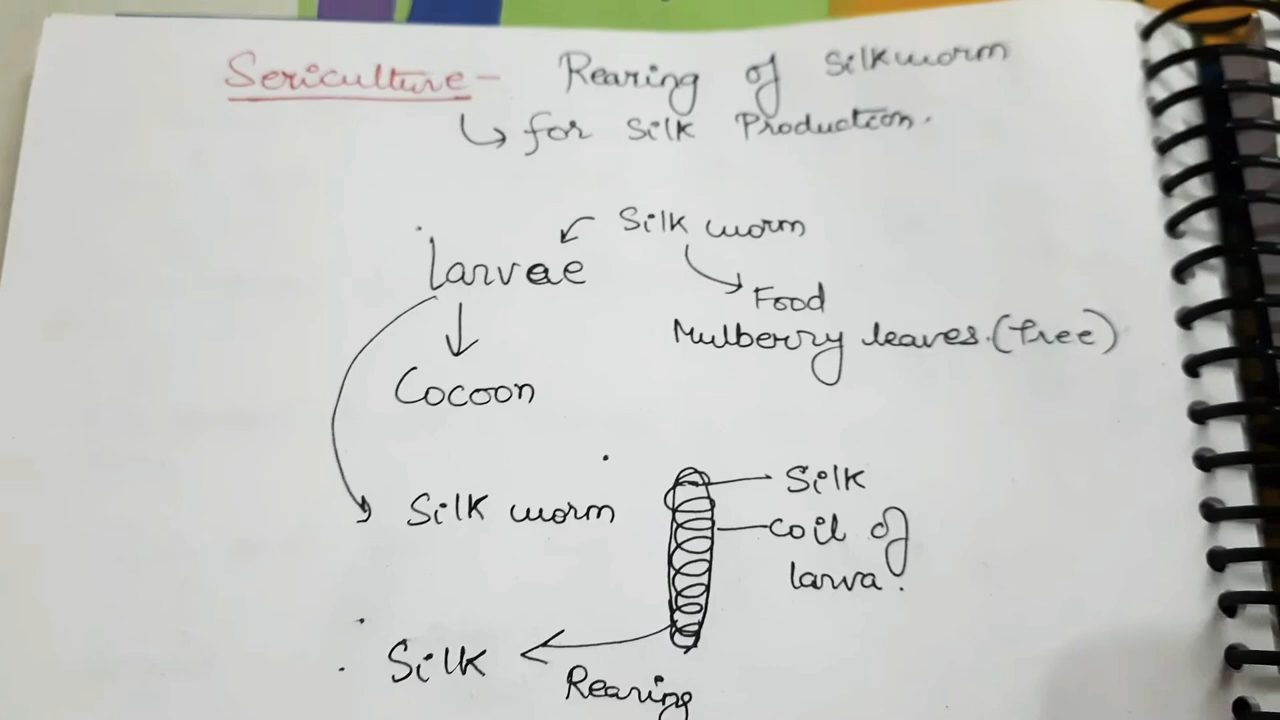 Sericulture - Rearing of Silkworm
↳ for Silk Production.
Silk worm
Larvae
Food
Mulberry leaves. (Tree)
Cocoon
Silk
Silk worm
Coil of
larva.
Silk
Rearing